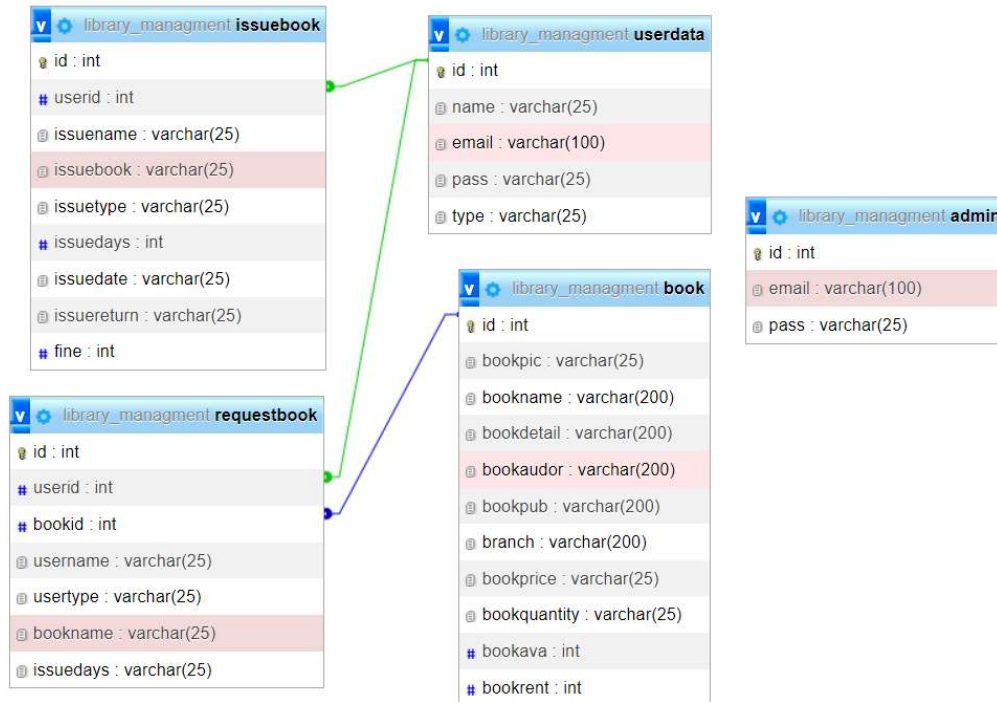 library_managment issuebook
id : int
userid : int
issuename : varchar(25)
issuebook : varchar(25)
issuetype : varchar(25)
issuedays : int
issuedate : varchar(25)
issuereturn : varchar(25)
fine : int
library_managment userdata
id : int
name : varchar(25)
email : varchar(100)
pass : varchar(25)
type : varchar(25)
library_managment admin
id : int
email : varchar(100)
pass : varchar(25)
library_managment requestbook
id : int
userid : int
bookid : int
username : varchar(25)
usertype : varchar(25)
bookname : varchar(25)
issuedays : varchar(25)
library_managment book
id : int
bookpic : varchar(25)
bookname : varchar(200)
bookdetail : varchar(200)
bookaudor : varchar(200)
bookpub : varchar(200)
branch : varchar(200)
bookprice : varchar(25)
bookquantity : varchar(25)
bookava : int
bookrent : int